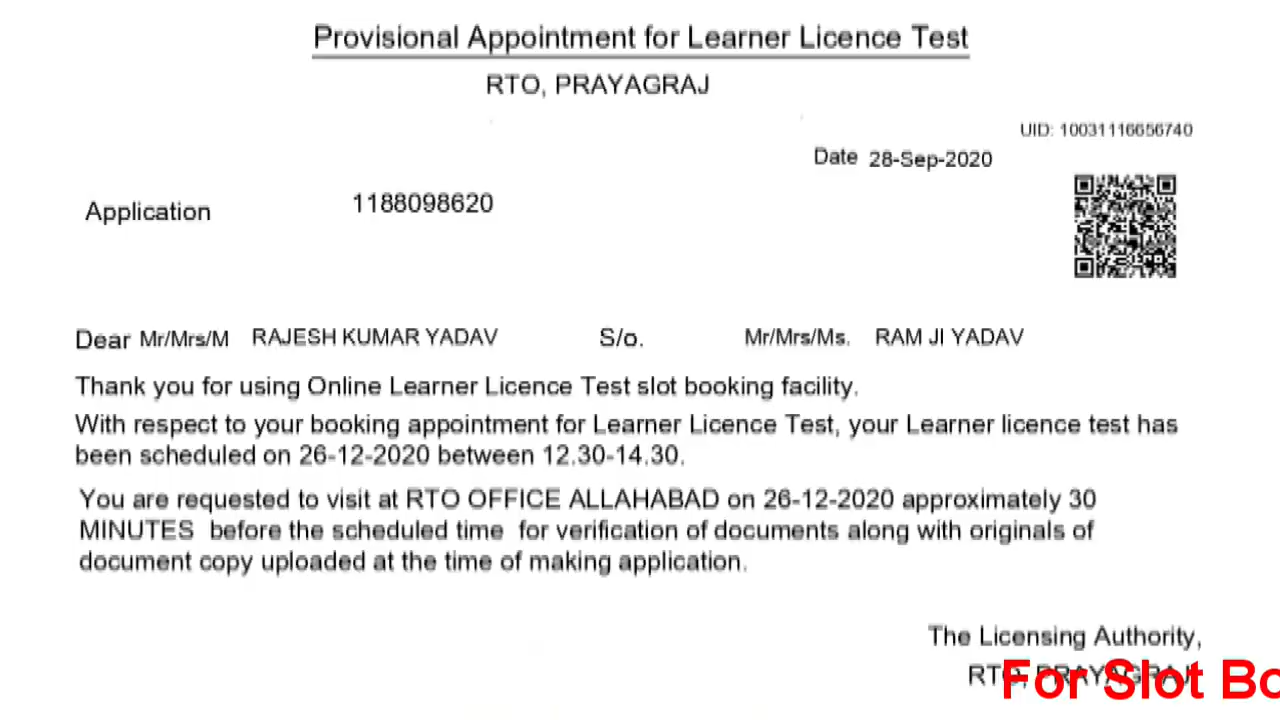 Provisional Appointment for Learner Licence Test
RTO, PRAYAGRAJ
UID: 10031116656740
Date 28-Sep-2020
Application 1188098620
Dear Mr/Mrs/M RAJESH KUMAR YADAV S/o. Mr/Mrs/Ms. RAM JI YADAV
Thank you for using Online Learner Licence Test slot booking facility.
With respect to your booking appointment for Learner Licence Test, your Learner licence test has
been scheduled on 26-12-2020 between 12.30-14.30.
You are requested to visit at RTO OFFICE ALLAHABAD on 26-12-2020 approximately 30
MINUTES before the scheduled time for verification of documents along with originals of
document copy uploaded at the time of making application.
The Licensing Authority,
RTO, PRAYAGRAJ
For Slot Bo